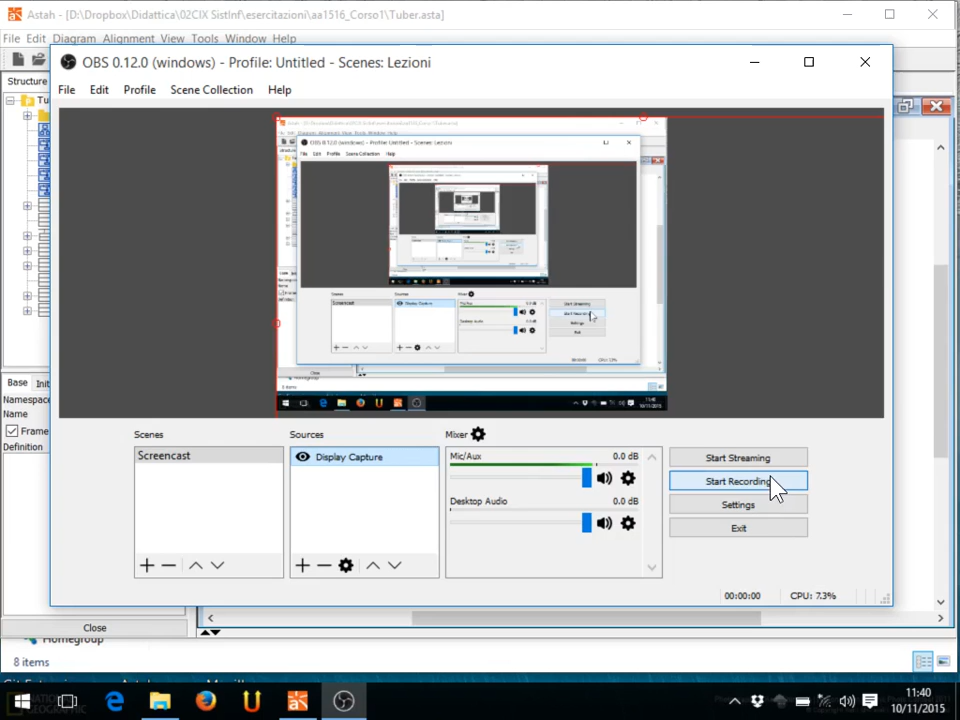 Astah - [D:\Dropbox\Didattica\02CIX SistInf\esercitazioni\aa1516_Corso1\Tuber.asta]
File Edit Diagram Alignment View Tools Window Help
OBS 0.12.0 (windows) - Profile: Untitled - Scenes: Lezioni
File Edit Profile Scene Collection Help
Structure
Tu
Base Init
Namespac
Name
Frame
Definition
Scenes Sources Mixer
Screencast
Display Capture
Mic/Aux 0.0 dB
Desktop Audio 0.0 dB
Start Streaming
Start Recording
Settings
Exit
00:00:00 CPU: 7.3%
Close
Homegroup
8 items
11:40
10/11/2015